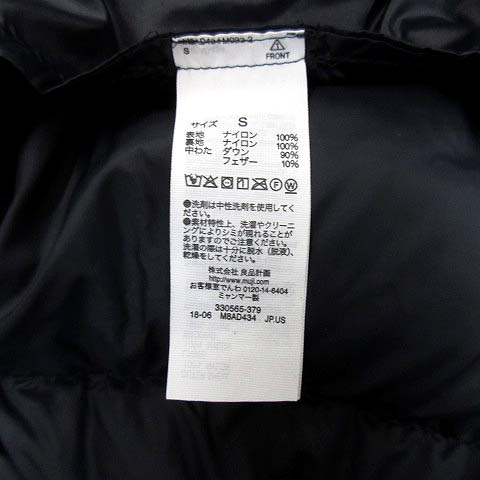 M8AD434M093-2
S
FRONT
サイズ S
表地 ナイロン 100%
裏地 ナイロン 100%
中わた ダウン 90%
フェザー 10%
●洗剤は中性洗剤を使用してく
ださい。
●素材特性上、洗濯やクリーニ
ングによりシミが現れることが
ありますのでご注意ください。
洗濯の際は十分に脱水（脱液）、
乾燥をしてください。
株式会社 良品計画
http://www.muji.com
お客様室でんわ 0120-14-6404
ミャンマー製
330565-379
18-06 M8AD434 JP.US